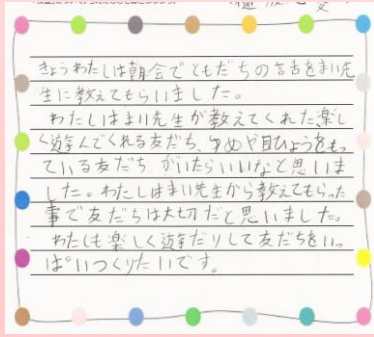 きょうわたしは朝会でともだちの言舌をまい先
生に教えてもらいました。
わたしはまい先生が教えてくれた楽し
く遊んでくれる友だち、ゆめや目ひょうをもっ
ている友だちがいたらいいなと思いま
した。わたしはまい先生から教えてもらった
事で友だちは大切だと思いました。
わたしも楽しく遊だりして友だちをいっ
ぱいつくりたいです。